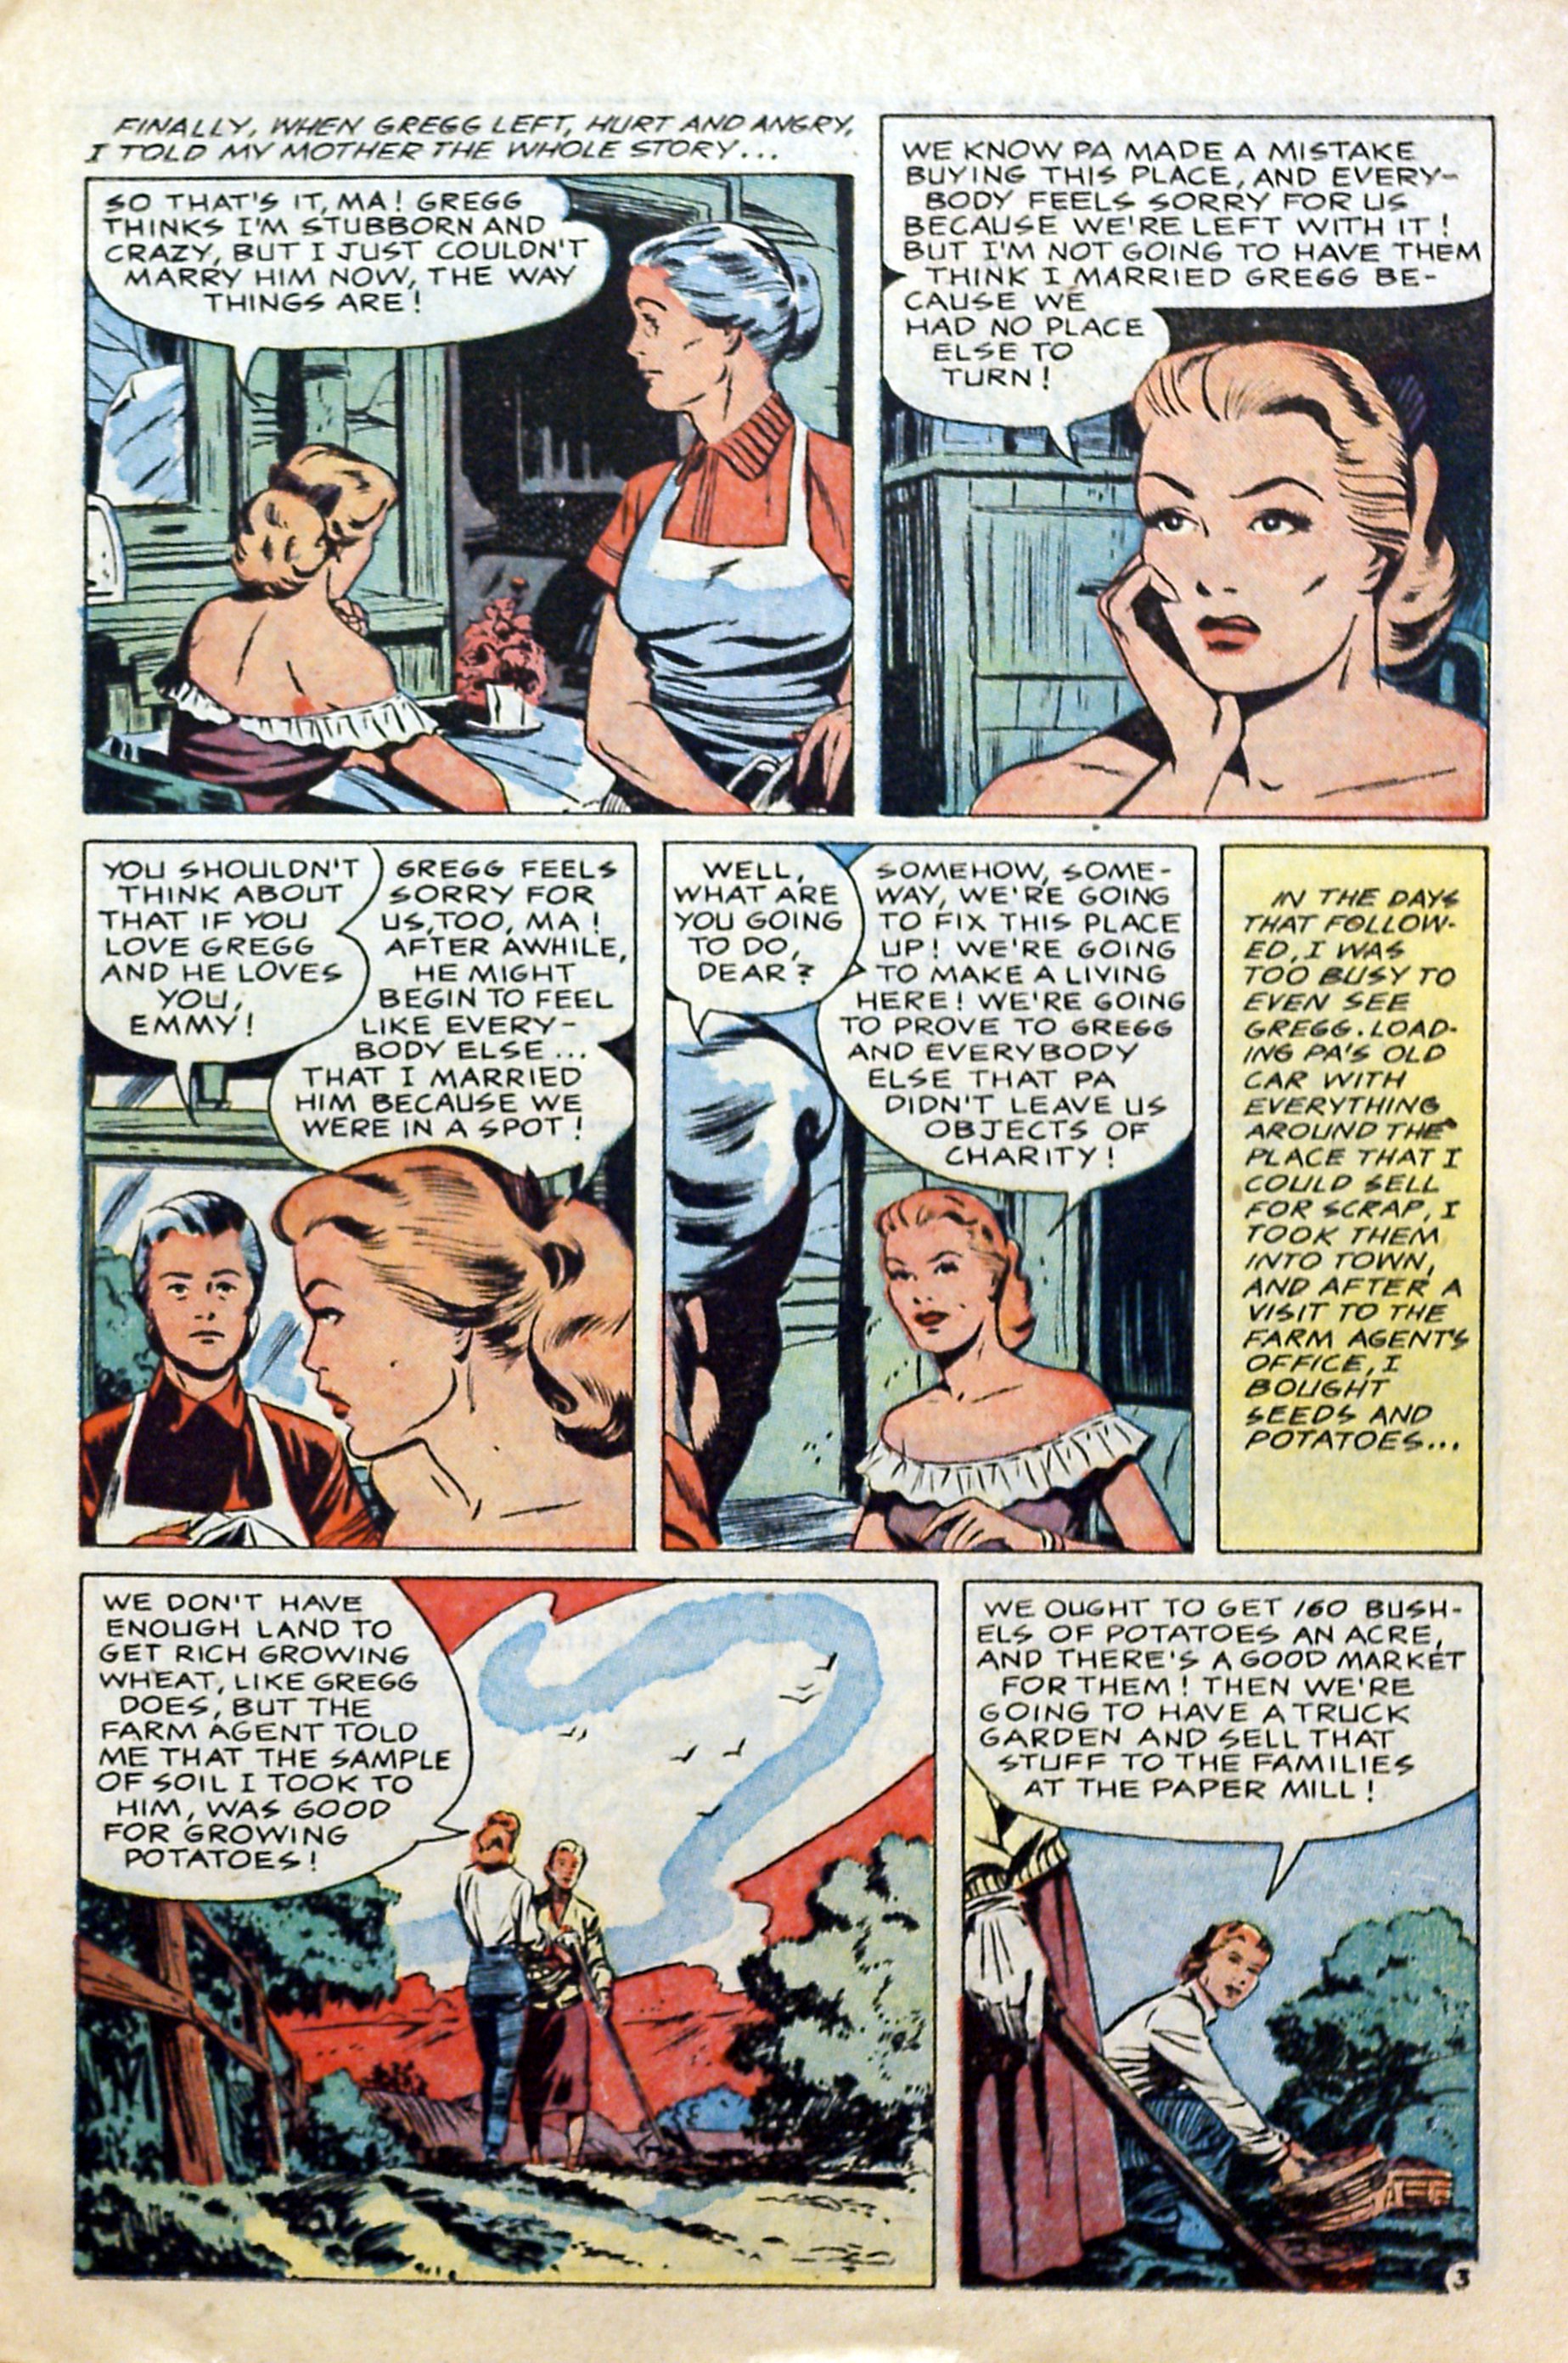 FINALLY, WHEN GREGG LEFT, HURT AND ANGRY,
I TOLD MY MOTHER THE WHOLE STORY...
SO THAT'S IT, MA! GREGG
THINKS I'M STUBBORN AND
CRAZY, BUT I JUST COULDN'T
MARRY HIM NOW, THE WAY
THINGS ARE!
WE KNOW PA MADE A MISTAKE
BUYING THIS PLACE, AND EVERY-
BODY FEELS SORRY FOR US
BECAUSE WE'RE LEFT WITH IT!
BUT I'M NOT GOING TO HAVE THEM
THINK I MARRIED GREGG BE-
CAUSE WE
HAD NO PLACE
ELSE TO
TURN!
YOU SHOULDN'T
THINK ABOUT
THAT IF YOU
LOVE GREGG
AND HE LOVES
YOU,
EMMY!
GREGG FEELS
SORRY FOR
US, TOO, MA!
AFTER AWHILE,
HE MIGHT
BEGIN TO FEEL
LIKE EVERY-
BODY ELSE...
THAT I MARRIED
HIM BECAUSE WE
WERE IN A SPOT!
WELL,
WHAT ARE
YOU GOING
TO DO,
DEAR?
SOMEHOW, SOME-
WAY, WE'RE GOING
TO FIX THIS PLACE
UP! WE'RE GOING
TO MAKE A LIVING
HERE! WE'RE GOING
TO PROVE TO GREGG
AND EVERYBODY
ELSE THAT PA
DIDN'T LEAVE US
OBJECTS OF
CHARITY!
IN THE DAYS
THAT FOLLOW-
ED, I WAS
TOO BUSY TO
EVEN SEE
GREGG. LOAD-
ING PA'S OLD
CAR WITH
EVERYTHING
AROUND THE
PLACE THAT I
COULD SELL
FOR SCRAP, I
TOOK THEM
INTO TOWN,
AND AFTER A
VISIT TO THE
FARM AGENT'S
OFFICE, I
BOUGHT
SEEDS AND
POTATOES...
WE DON'T HAVE
ENOUGH LAND TO
GET RICH GROWING
WHEAT, LIKE GREGG
DOES, BUT THE
FARM AGENT TOLD
ME THAT THE SAMPLE
OF SOIL I TOOK TO
HIM, WAS GOOD
FOR GROWING
POTATOES!
WE OUGHT TO GET 160 BUSH-
ELS OF POTATOES AN ACRE,
AND THERE'S A GOOD MARKET
FOR THEM! THEN WE'RE
GOING TO HAVE A TRUCK
GARDEN AND SELL THAT
STUFF TO THE FAMILIES
AT THE PAPER MILL!
3